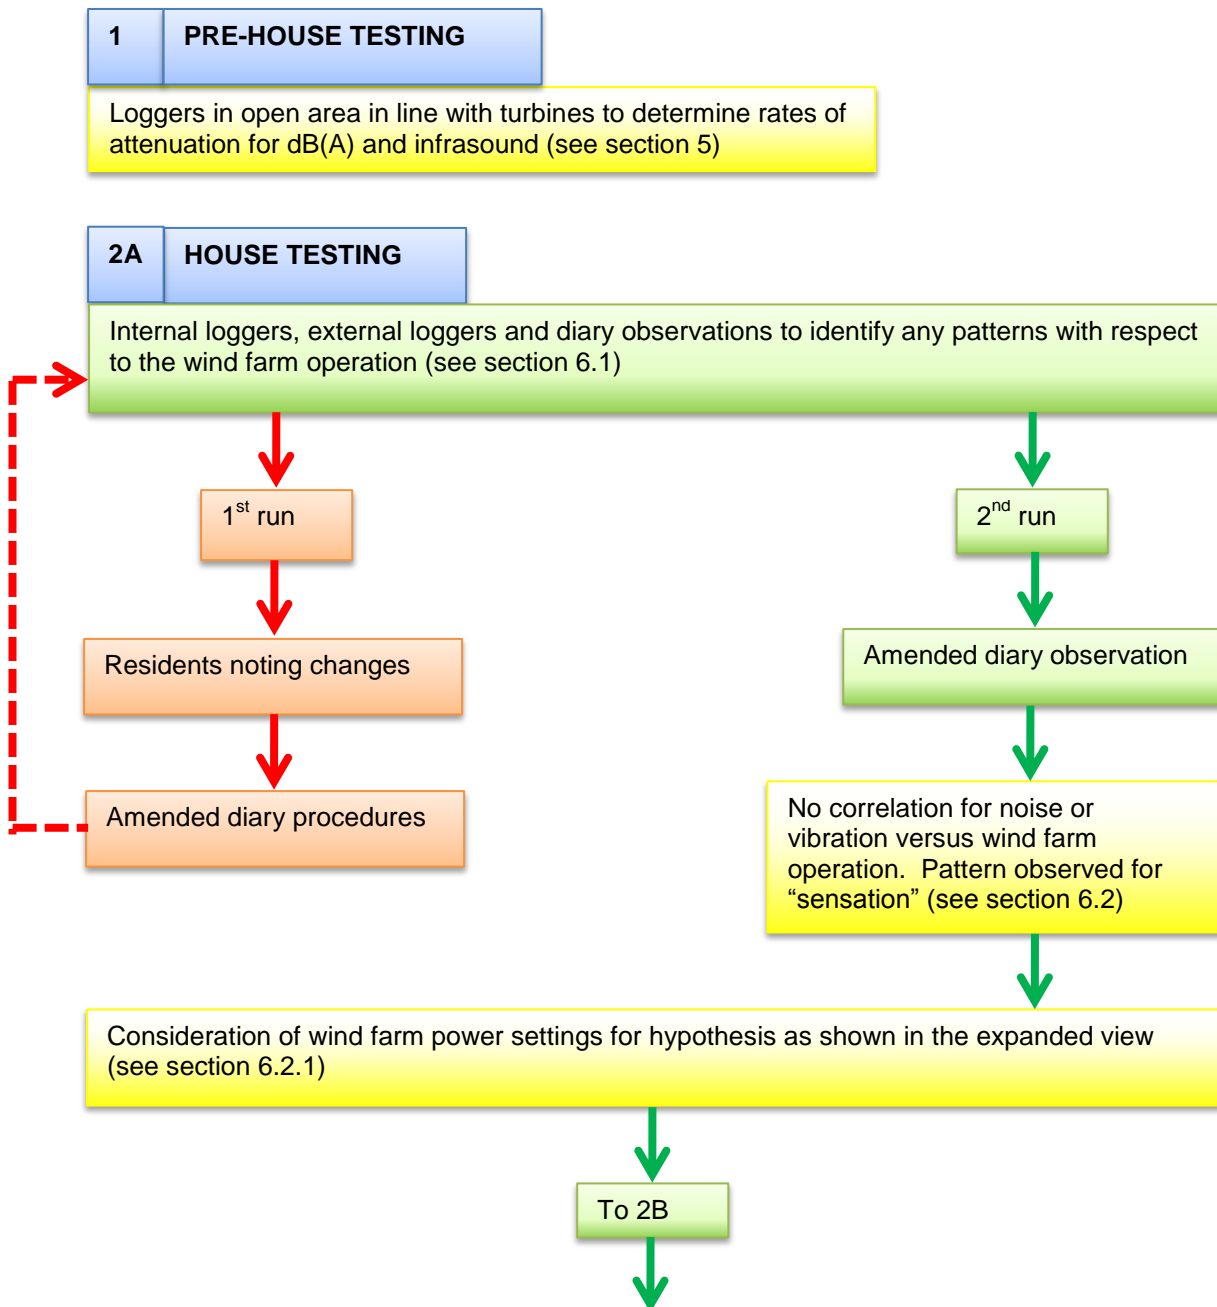 1 PRE-HOUSE TESTING
Loggers in open area in line with turbines to determine rates of
attenuation for dB(A) and infrasound (see section 5)
2A HOUSE TESTING
Internal loggers, external loggers and diary observations to identify any patterns with respect
to the wind farm operation (see section 6.1)
1st run
2nd run
Residents noting changes
Amended diary observation
Amended diary procedures
No correlation for noise or
vibration versus wind farm
operation. Pattern observed for
“sensation” (see section 6.2)
Consideration of wind farm power settings for hypothesis as shown in the expanded view
(see section 6.2.1)
To 2B